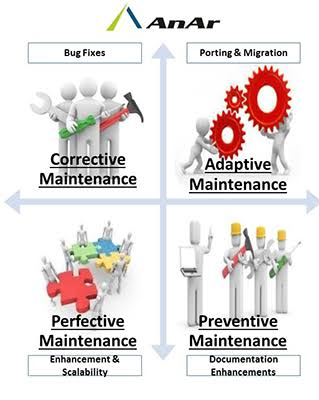 AnAr
Bug Fixes
Porting & Migration
Corrective
Maintenance
Adaptive
Maintenance
Perfective
Maintenance
Preventive
Maintenance
Enhancement &
Scalability
Documentation
Enhancements